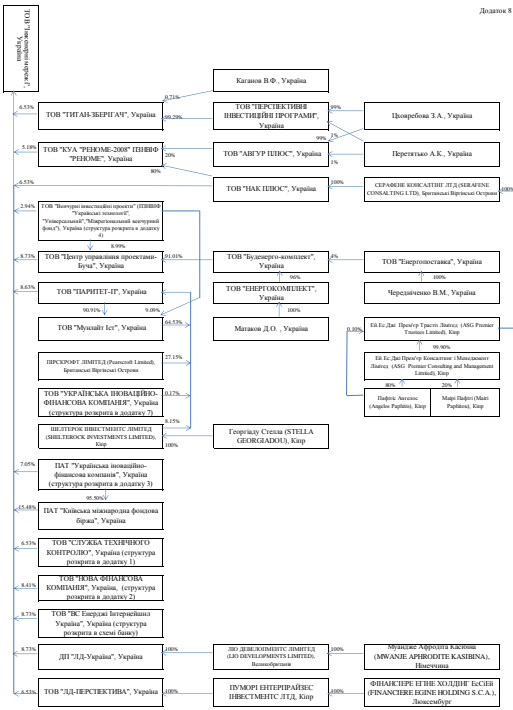 Додаток 8
ТОВ "Інженерні мережі",
Україна
Каганов В.Ф., Україна
0.71%
6.53%
ТОВ "ТИТАН-ЗБЕРІГАЧ", Україна
99.29%
ТОВ "ПЕРСПЕКТИВНІ
ІНВЕСТИЦІЙНІ ПРОГРАМИ",
Україна
99%
Цховребова З.А., Україна
99%
1%
5.18%
ТОВ "КУА "РЕНОМЕ-2008" ПЗНВІФ
"РЕНОМЕ", Україна
20%
ТОВ "АВГУР ПЛЮС", Україна
1%
Перетятько А.К., Україна
80%
6.53%
ТОВ "НАК ПЛЮС", Україна
100%
СЕРАФЕНЕ КОНСАЛТИНГ ЛТД (SERAFENE
CONSALTING LTD), Британські Віргінські Острови
100%
2.94%
ТОВ "Венчурні інвестиційні проекти" (ПЗНВІФ
"Українські технології",
"Універсальний","Міжрегіональний венчурний
фонд"), Україна (структура розкрита в додатку
4)
8.99%
8.73%
ТОВ "Центр управління проектами-
Буча", Україна
91.01%
ТОВ "Буденерго-комплект",
Україна
4%
ТОВ "Енергопоставка", Україна
96%
100%
8.63%
ТОВ "ПАРИТЕТ-П", Україна
ТОВ "ЕНЕРГОКОМПЛЕКТ",
Україна
Чередніченко В.М., Україна
90.91%
9.09%
100%
ТОВ "Мунлайт Іст", Україна
64.53%
Матаков Д.О. , Україна
0.10%
Ей.Ес.Джі Прем'єр Трасті Лімітед (ASG Premier
Trustees Limited), Кіпр
99.90%
27.15%
ПІРСКРОФТ ЛІМІТЕД (Pearscroft Limited),
Британські Віргінські Острови
Ей.Ес.Джі Прем'єр Консалтинг і Менеджмент
Лімітед (ASG Premier Consulting and Management
Limited), Кіпр
80%
20%
0.17%
ТОВ "УКРАЇНСЬКА ІНОВАЦІЙНО-
ФІНАНСОВА КОМПАНІЯ", Україна
(структура розкрита в додатку 7)
Пафітіс Ангелос
(Angelos Paphitis), Кіпр
Маірі Пафіті (Mairi
Paphitou), Кіпр
8.15%
ШЕЛТЕРОК ІНВЕСТМЕНТС ЛІМІТЕД
(SHELTEROCK INVESTMENTS LIMITED),
Кіпр
100%
Георгіаду Стелла (STELLA
GEORGIADOU), Кіпр
7.05%
ПАТ "Українська іноваційно-
фінансова компанія", Україна
(структура розкрита в додатку 3)
95.50%
15.48%
ПАТ "Київська міжнародна фондова
біржа", Україна
6.53%
ТОВ "СЛУЖБА ТЕХНІЧНОГО
КОНТРОЛЮ", Україна (структура
розкрита в додатку 1)
8.41%
ТОВ "НОВА ФІНАНСОВА
КОМПАНІЯ", Україна, (структура
розкрита в додатку 2)
8.73%
ТОВ "ВС Енерджі Інтернейшнл
Україна", Україна (структура
розкрита в схемі банку)
8.73%
ДП "ЛД-Україна", Україна
100%
ЛІО ДЕВЕЛОПМЕНТС ЛІМІТЕД
(LIO DEVELOPMENTS LIMITED),
Великобританія
100%
Муандже Афродіта Касібіна
(MWANJE APHRODITE KASIBINA),
Німеччина
6.53%
ТОВ "ЛД-ПЕРСПЕКТИВА", Україна
100%
ПУМОРІ ЕНТЕРПРАЙЗЕС
ІНВЕСТМЕНТС ЛТД, Кіпр
100%
ФІНАНСІЕРЕ ЕГІНЕ ХОЛДІНГ ЕсСіЕй
(FINANCIERE EGINE HOLDING S.C.A.),
Люксембург